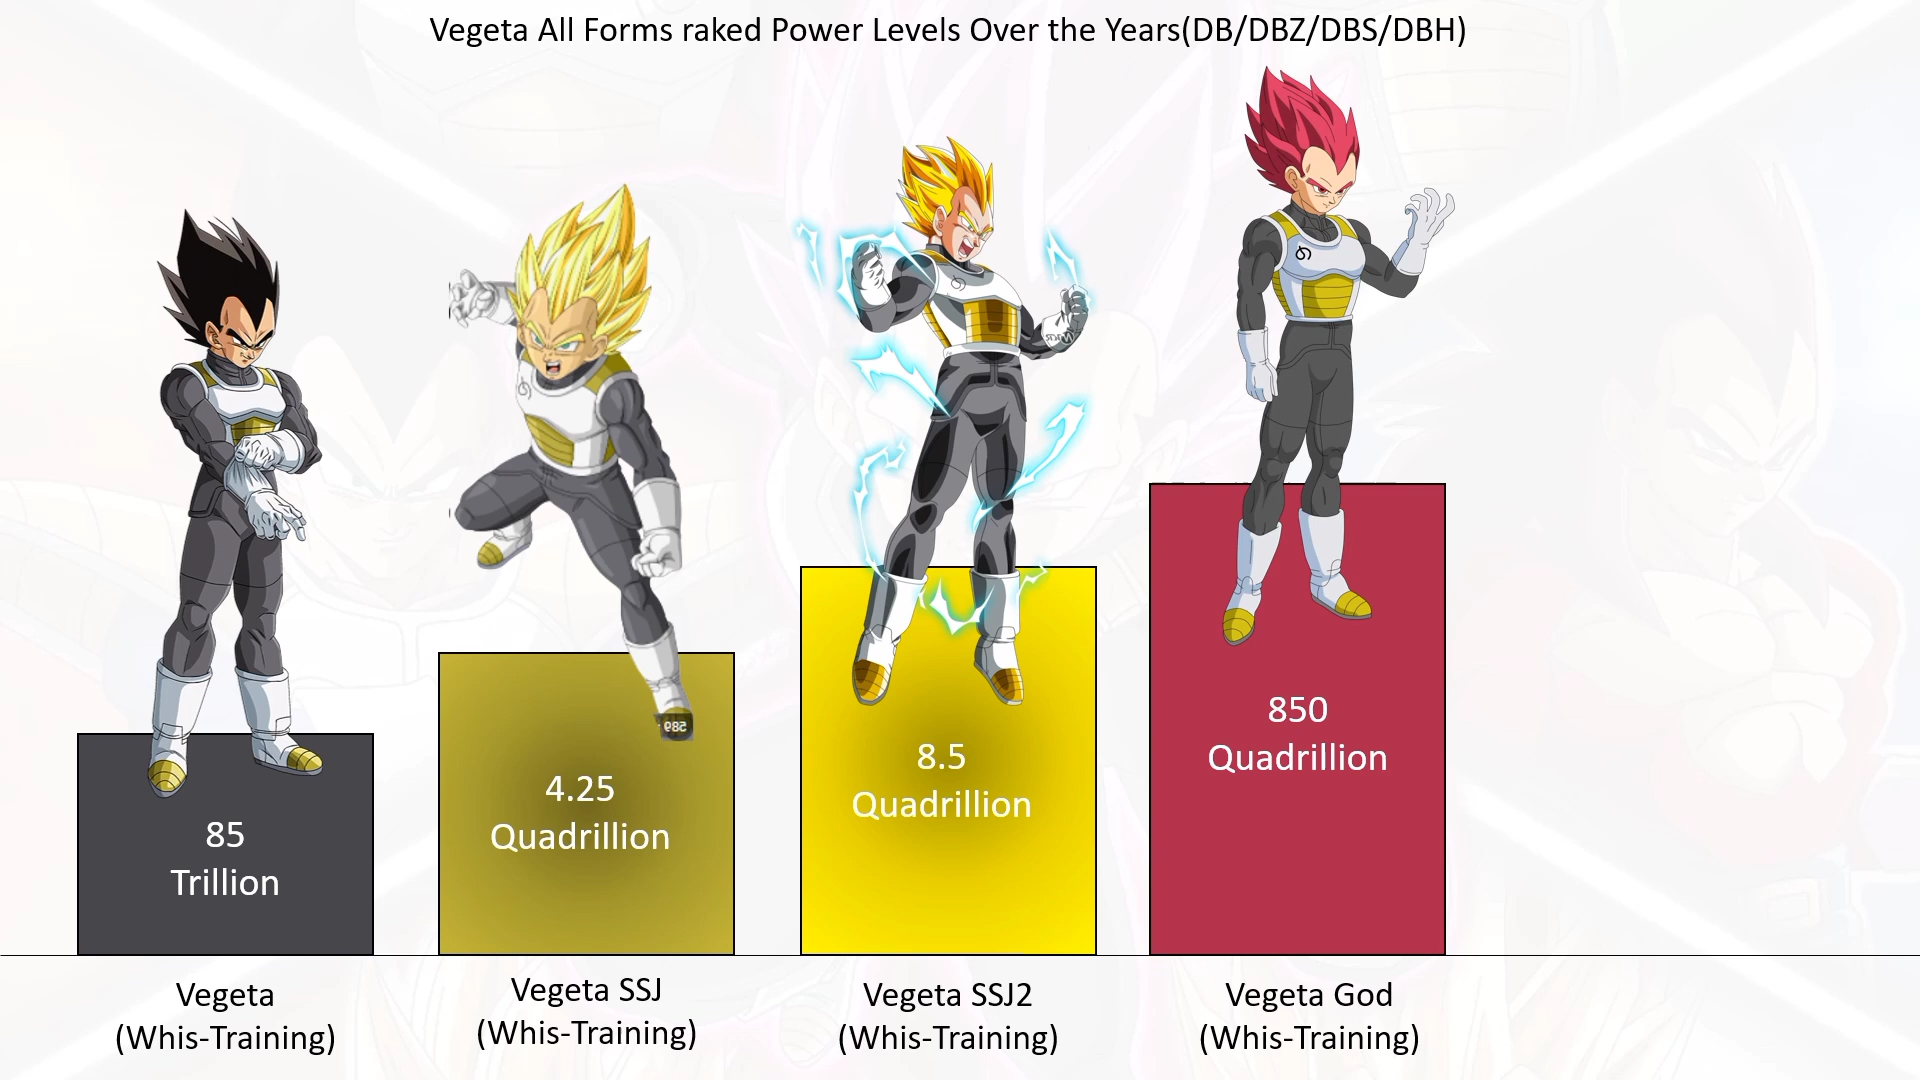 Vegeta All Forms raked Power Levels Over the Years(DB/DBZ/DBS/DBH)
85
Trillion
4.25
Quadrillion
8.5
Quadrillion
850
Quadrillion
Vegeta
(Whis-Training)
Vegeta SSJ
(Whis-Training)
Vegeta SSJ2
(Whis-Training)
Vegeta God
(Whis-Training)